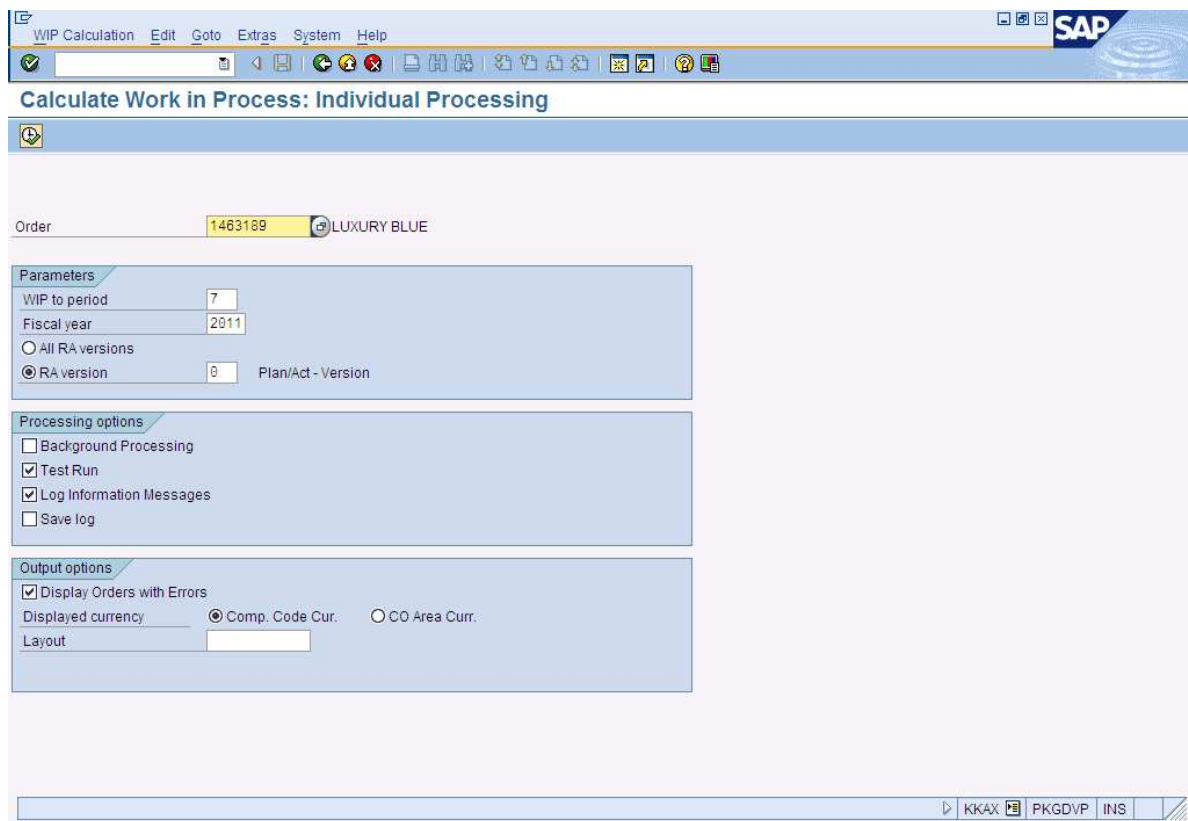 WIP Calculation Edit Goto Extras System Help
SAP
Calculate Work in Process: Individual Processing
Order 1463189 LUXURY BLUE
Parameters
WIP to period 7
Fiscal year 2011
All RA versions
RA version 0 Plan/Act - Version
Processing options
Background Processing
Test Run
Log Information Messages
Save log
Output options
Display Orders with Errors
Displayed currency Comp. Code Cur. CO Area Curr.
Layout
KKAX PKGDVP INS